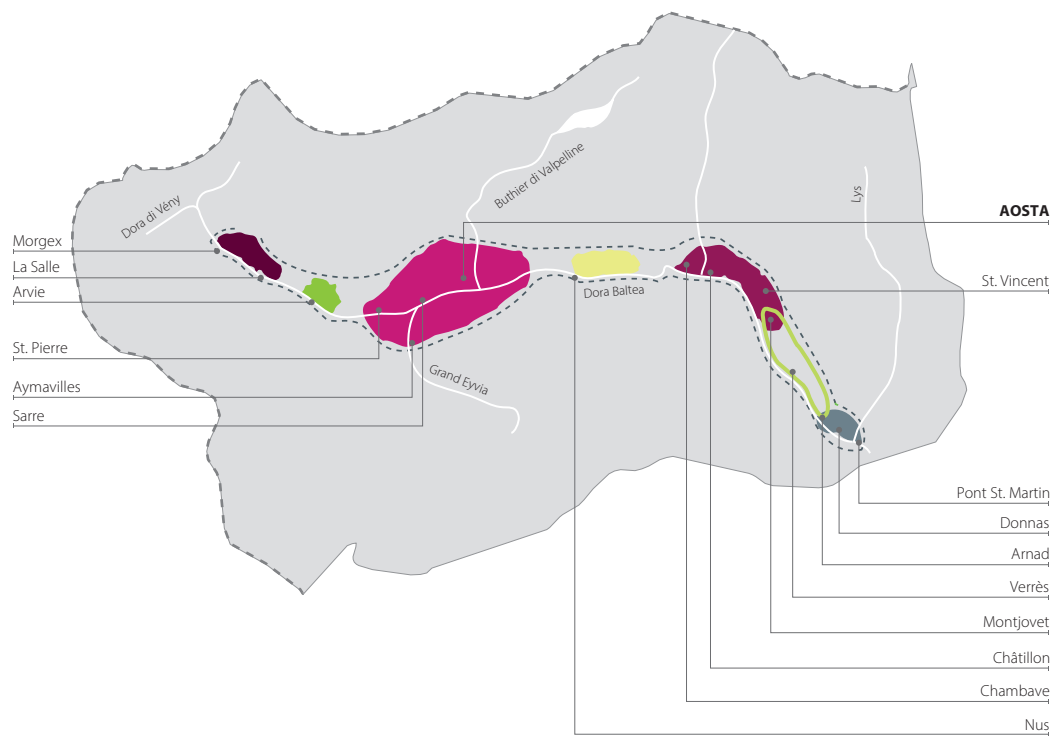 Buthier di Valpelline
Dora di Vény
Lys
AOSTA
Morgex
La Salle
St. Vincent
Arvie
Dora Baltea
St. Pierre
Grand Eyvia
Aymavilles
Sarre
Pont St. Martin
Donnas
Arnad
Verrès
Montjovet
Châtillon
Chambave
Nus